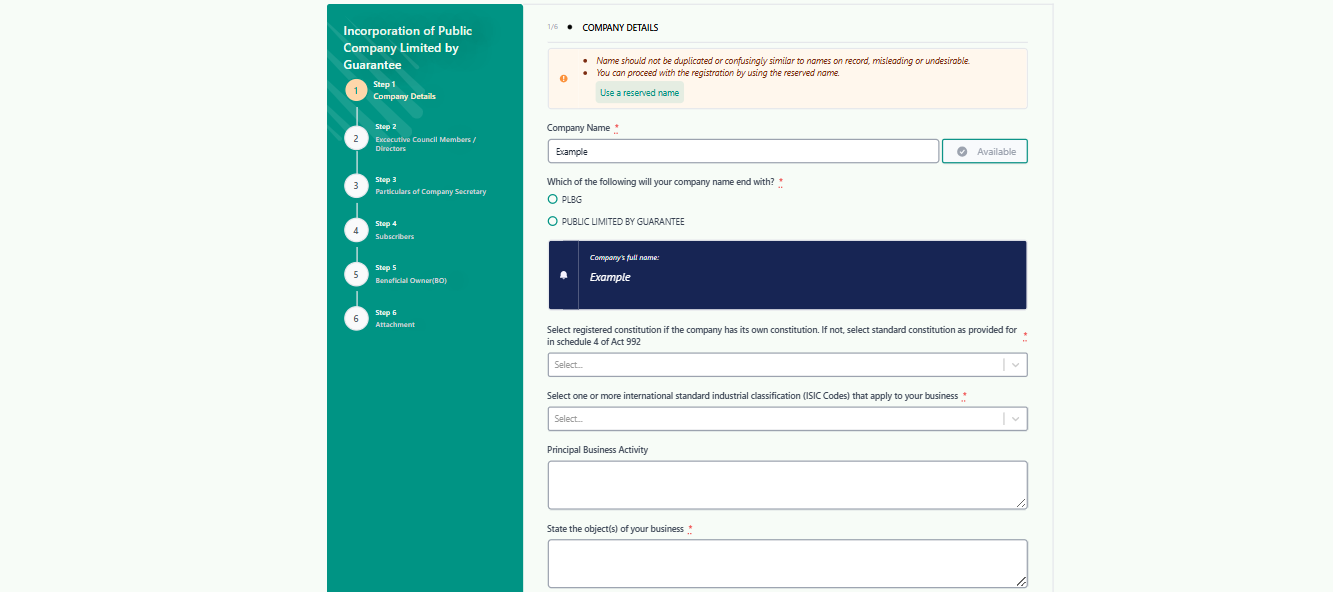 Incorporation of Public
Company Limited by
Guarantee
1
Step 1
Company Details
2
Step 2
Excecutive Council Members /
Directors
3
Step 3
Particulars of Company Secretary
4
Step 4
Subscribers
5
Step 5
Beneficial Owner(BO)
6
Step 6
Attachment
1/6 • COMPANY DETAILS
• Name should not be duplicated or confusingly similar to names on record, misleading or undesirable.
• You can proceed with the registration by using the reserved name.
Use a reserved name
Company Name *
Example
Available
Which of the following will your company name end with? *
PLBG
PUBLIC LIMITED BY GUARANTEE
Company's full name:
Example
Select registered constitution if the company has its own constitution. If not, select standard constitution as provided for
in schedule 4 of Act 992 *
Select...
Select one or more international standard industrial classification (ISIC Codes) that apply to your business *
Select...
Principal Business Activity
State the object(s) of your business *